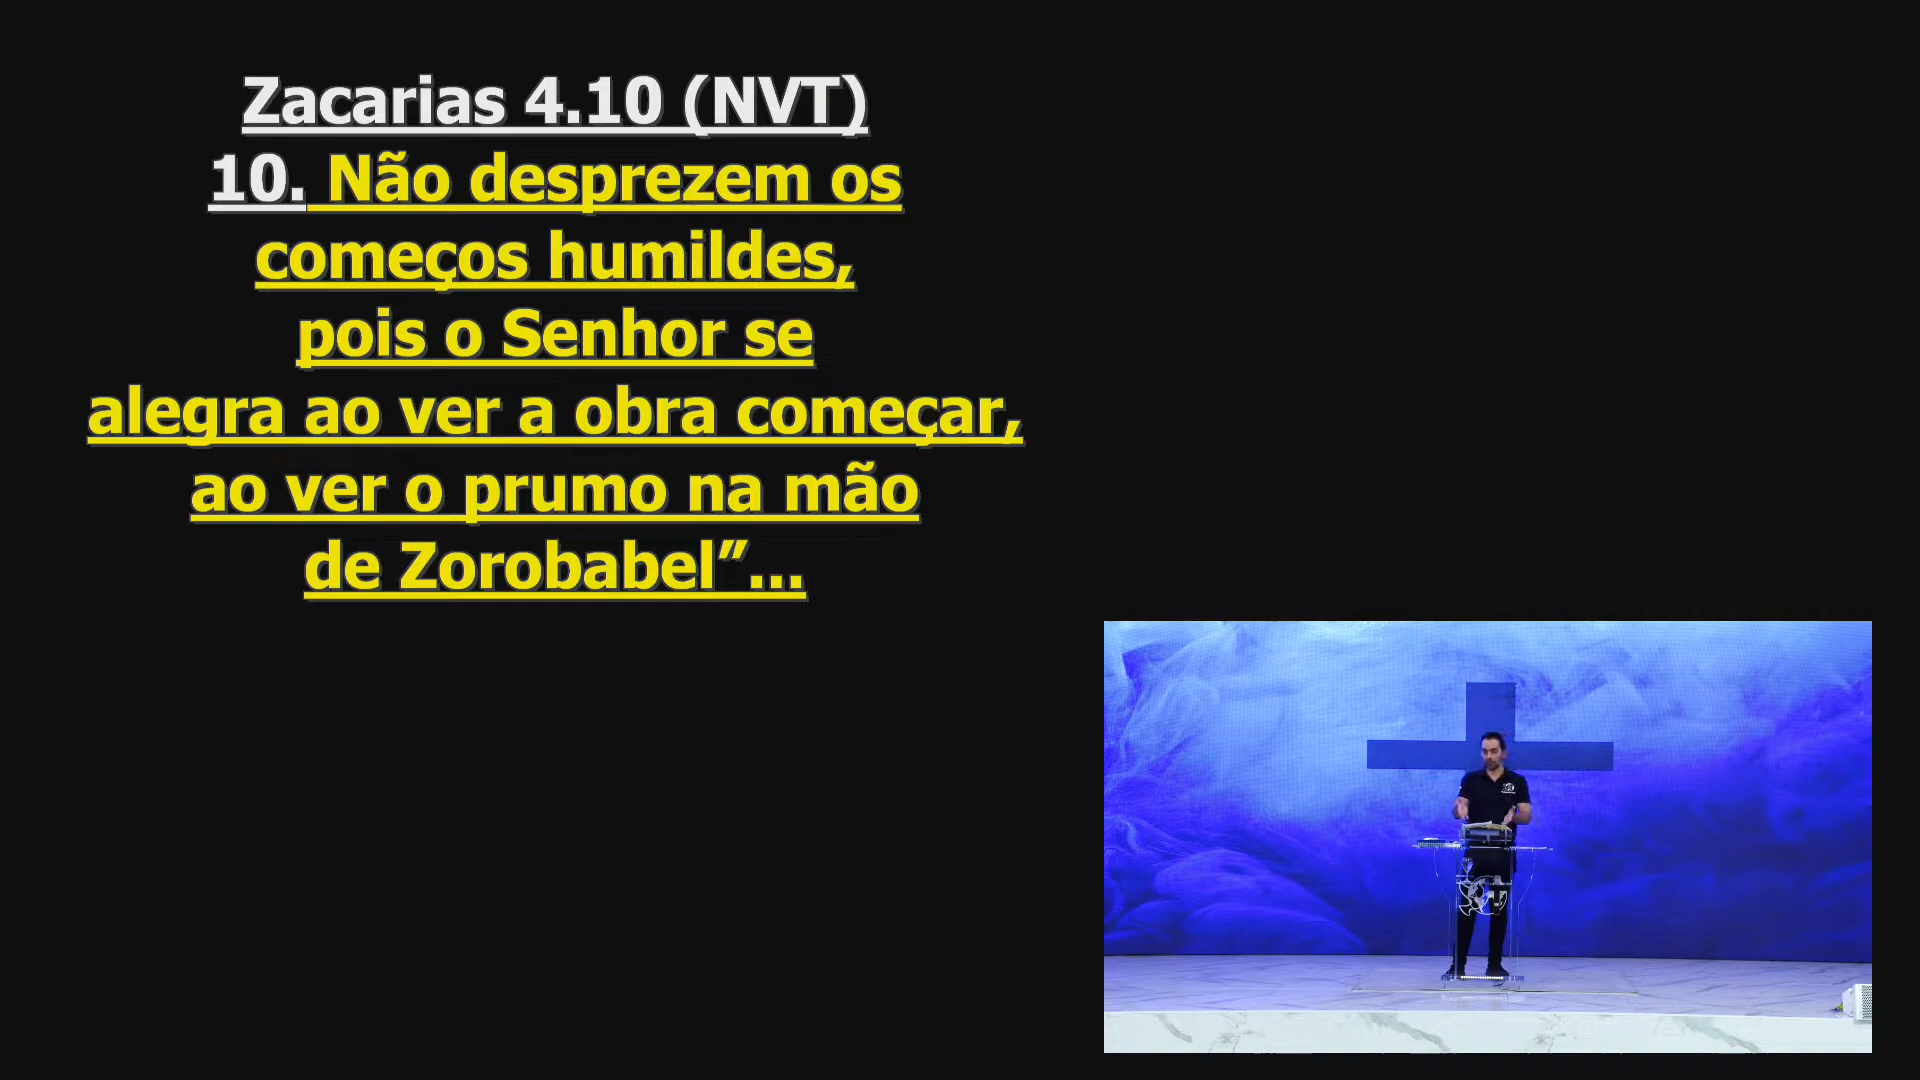 Zacarias 4.10 (NVT)
10. Não desprezem os
começos humildes,
pois o Senhor se
alegra ao ver a obra começar,
ao ver o prumo na mão
de Zorobabel”...